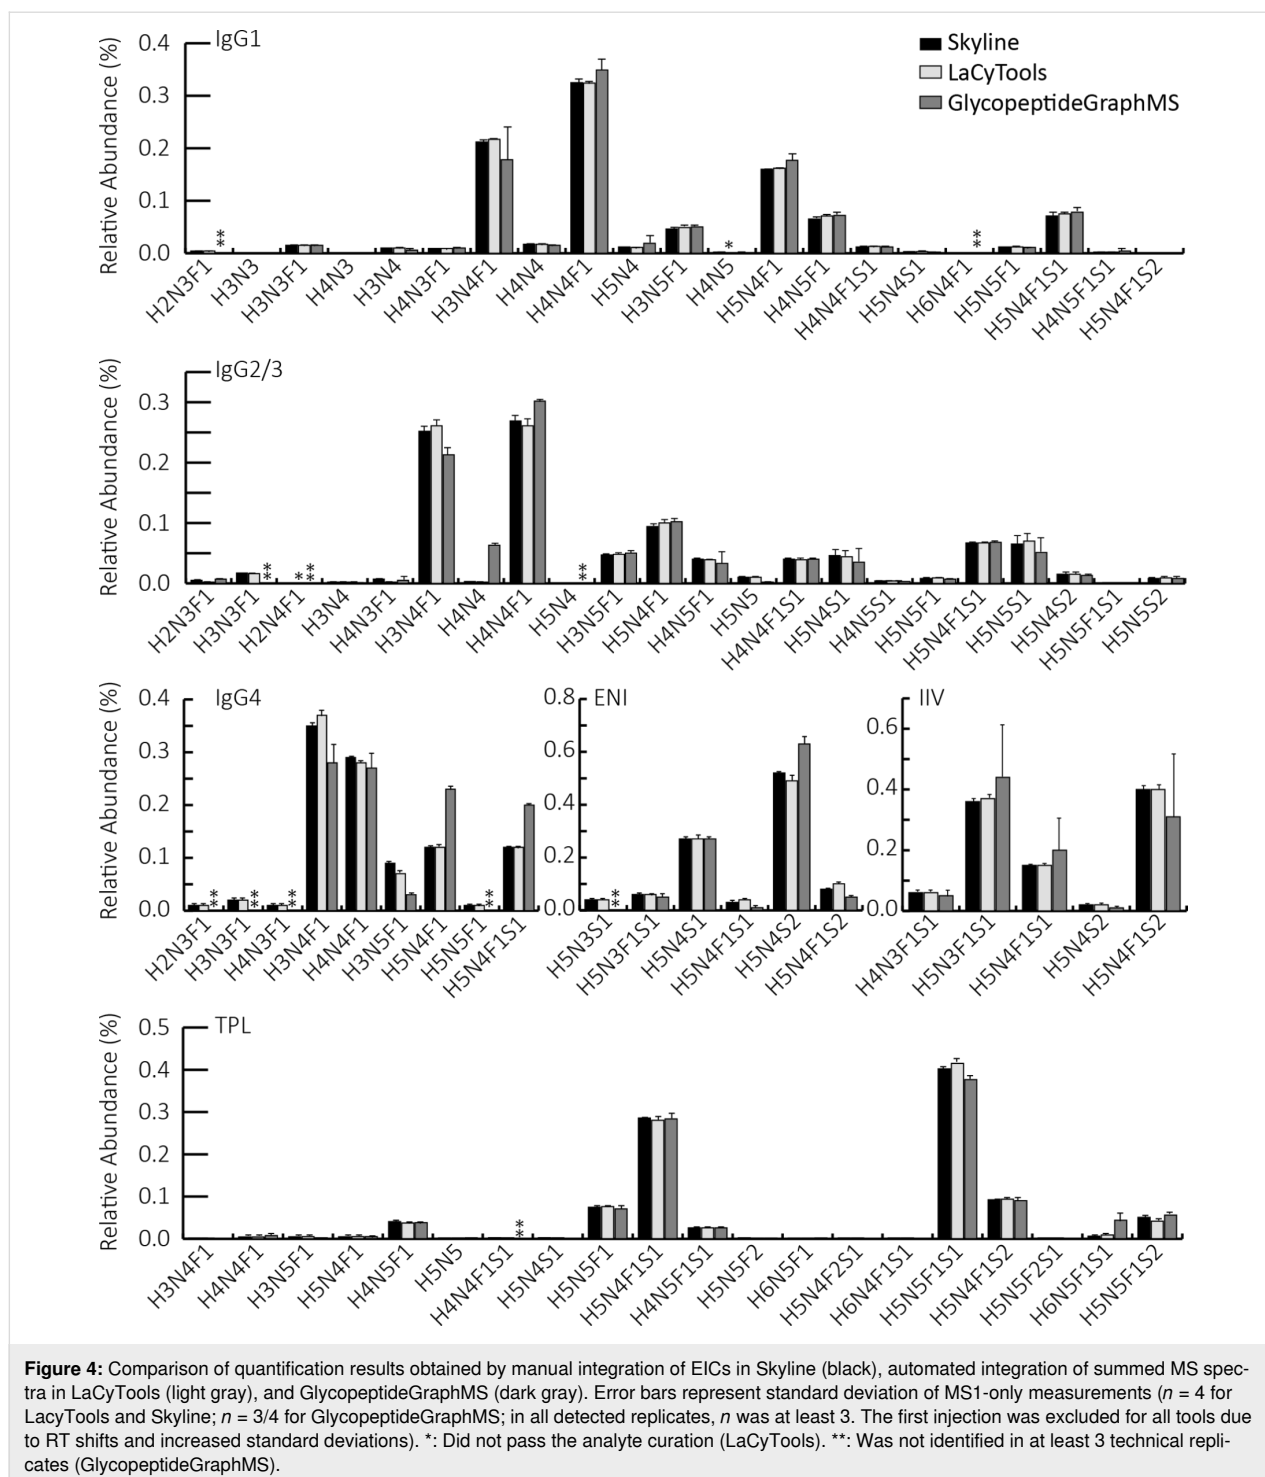 IgG1
Skyline
LaCyTools
GlycopeptideGraphMS
Relative Abundance (%)
0.4
0.3
0.2
0.1
0.0
** * **
H2N3F1 H3N3 H3N3F1 H4N3 H3N4 H4N3F1 H3N4F1 H4N4 H4N4F1 H5N4 H3N5F1 H4N5 H5N4F1 H4N5F1 H4N4F1S1 H5N4S1 H6N4F1 H5N5F1 H5N4F1S1 H4N5F1S1 H5N4F1S2
IgG2/3
Relative Abundance (%)
0.3
0.2
0.1
0.0
** * ** **
H2N3F1 H3N3F1 H2N4F1 H3N4 H4N3F1 H3N4F1 H4N4 H4N4F1 H5N4 H3N5F1 H5N4F1 H4N5F1 H5N5 H4N4F1S1 H5N4S1 H4N5S1 H5N5F1 H5N4F1S1 H5N5S1 H5N4S2 H5N5F1S1 H5N5S2
IgG4
Relative Abundance (%)
0.4
0.3
0.2
0.1
0.0
** ** ** **
H2N3F1 H3N3F1 H4N3F1 H3N4F1 H4N4F1 H3N5F1 H5N4F1 H5N5F1 H5N4F1S1
ENI
0.8
0.6
0.4
0.2
0.0
**
H5N3S1 H5N3F1S1 H5N4S1 H5N4F1S1 H5N4S2 H5N4F1S2
IIV
0.6
0.4
0.2
0.0
H4N3F1S1 H5N3F1S1 H5N4F1S1 H5N4S2 H5N4F1S2
TPL
Relative Abundance (%)
0.5
0.4
0.3
0.2
0.1
0.0
**
H3N4F1 H4N4F1 H3N5F1 H5N4F1 H4N5F1 H5N5 H4N4F1S1 H5N4S1 H5N5F1 H5N4F1S1 H4N5F1S1 H5N5F2 H6N5F1 H5N4F2S1 H6N4F1S1 H5N5F1S1 H5N4F1S2 H5N5F2S1 H6N5F1S1 H5N5F1S2
Figure 4: Comparison of quantification results obtained by manual integration of EICs in Skyline (black), automated integration of summed MS spec-
tra in LaCyTools (light gray), and GlycopeptideGraphMS (dark gray). Error bars represent standard deviation of MS1-only measurements (n = 4 for
LacyTools and Skyline; n = 3/4 for GlycopeptideGraphMS; in all detected replicates, n was at least 3. The first injection was excluded for all tools due
to RT shifts and increased standard deviations). *: Did not pass the analyte curation (LaCyTools). **: Was not identified in at least 3 technical repli-
cates (GlycopeptideGraphMS).